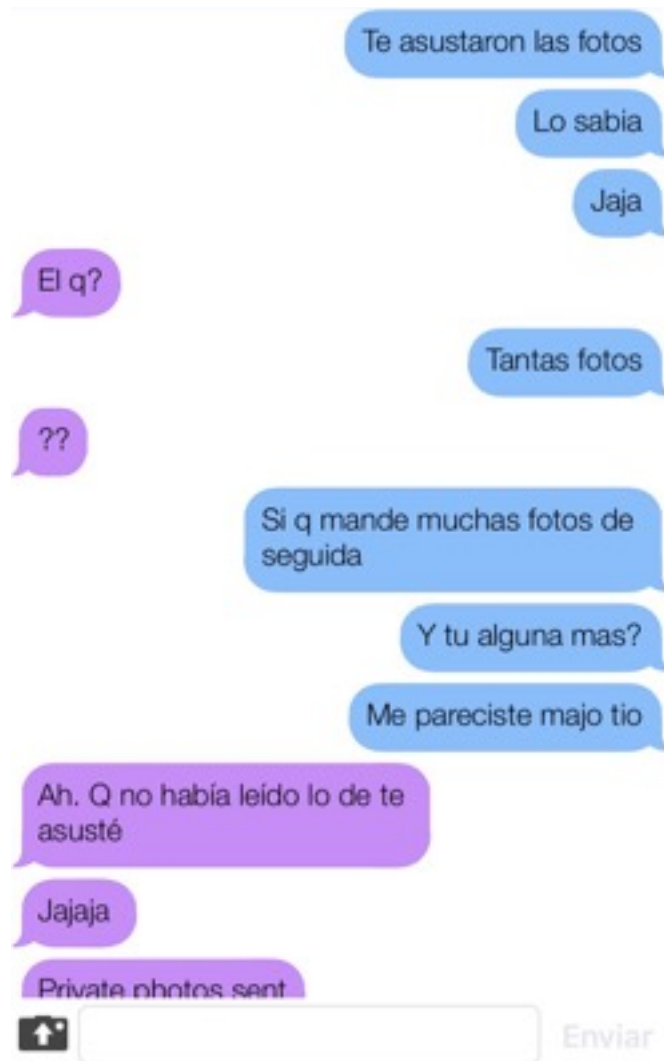 Te asustaron las fotos
Lo sabia
Jaja
El q?
Tantas fotos
??
Si q mande muchas fotos de
seguida
Y tu alguna mas?
Me pareciste majo tio
Ah. Q no había leído lo de te
asusté
Jajaja
Private photos sent
Enviar